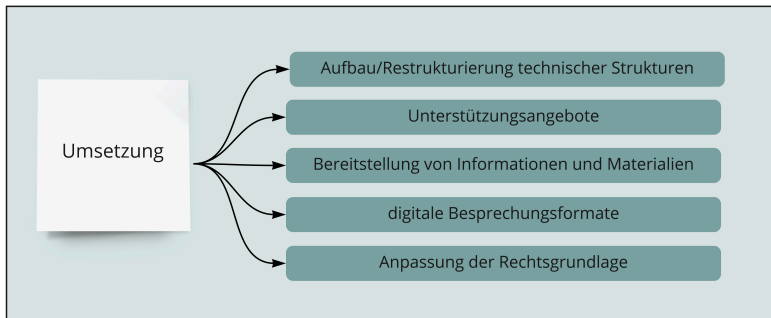 Umsetzung
Aufbau/Restrukturierung technischer Strukturen
Unterstützungsangebote
Bereitstellung von Informationen und Materialien
digitale Besprechungsformate
Anpassung der Rechtsgrundlage